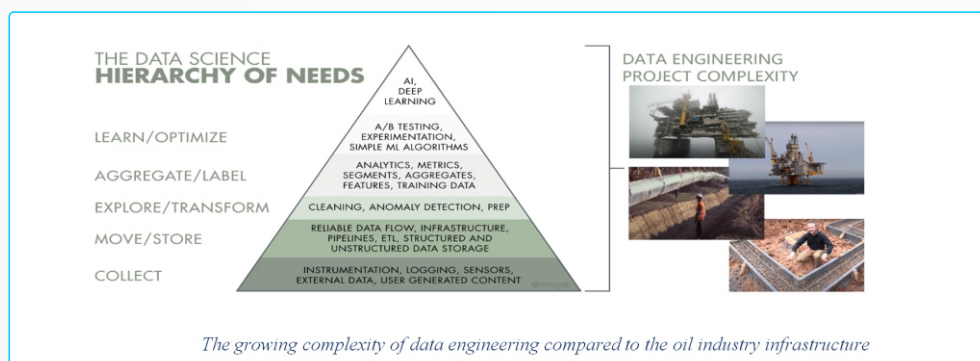 THE DATA SCIENCE
HIERARCHY OF NEEDS
LEARN/OPTIMIZE
AGGREGATE/LABEL
EXPLORE/TRANSFORM
MOVE/STORE
COLLECT
AI,
DEEP
LEARNING
A/B TESTING,
EXPERIMENTATION,
SIMPLE ML ALGORITHMS
ANALYTICS, METRICS,
SEGMENTS, AGGREGATES,
FEATURES, TRAINING DATA
CLEANING, ANOMALY DETECTION, PREP
RELIABLE DATA FLOW, INFRASTRUCTURE,
PIPELINES, ETL, STRUCTURED AND
UNSTRUCTURED DATA STORAGE
INSTRUMENTATION, LOGGING, SENSORS,
EXTERNAL DATA, USER GENERATED CONTENT
DATA ENGINEERING
PROJECT COMPLEXITY
The growing complexity of data engineering compared to the oil industry infrastructure